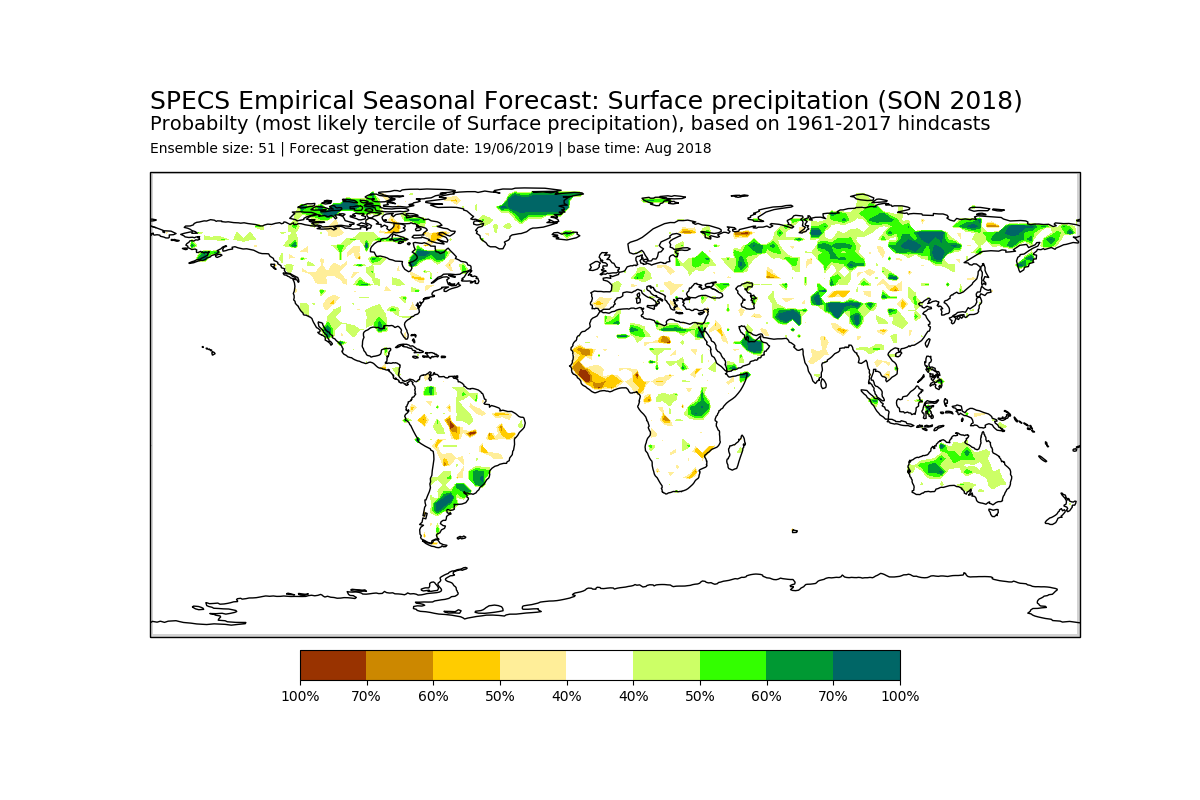 SPECS Empirical Seasonal Forecast: Surface precipitation (SON 2018)
Probabilty (most likely tercile of Surface precipitation), based on 1961-2017 hindcasts
Ensemble size: 51 | Forecast generation date: 19/06/2019 | base time: Aug 2018
100% 70% 60% 50% 40% 40% 50% 60% 70% 100%